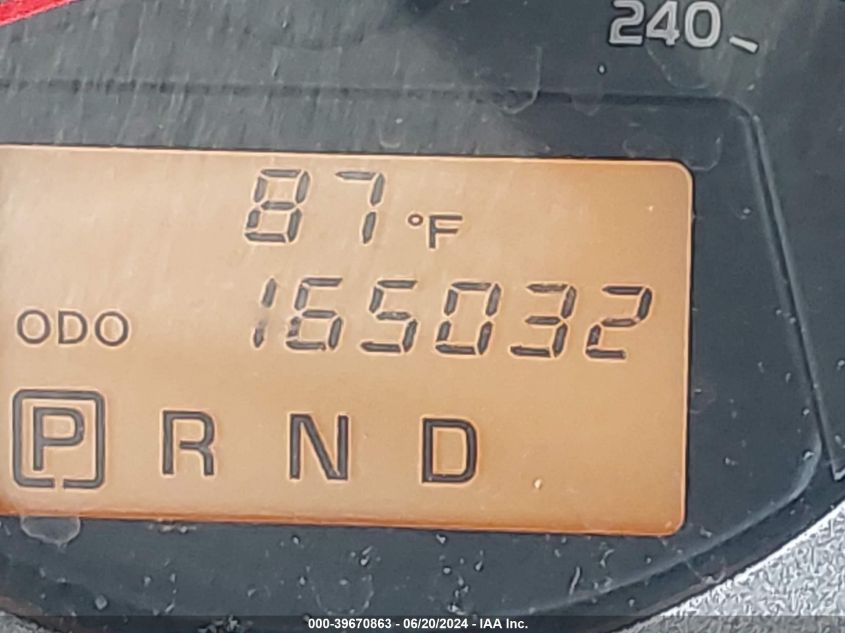 240
87 °F
ODO 165032
P R N D
000-39670863 - 06/20/2024 - IAA Inc.